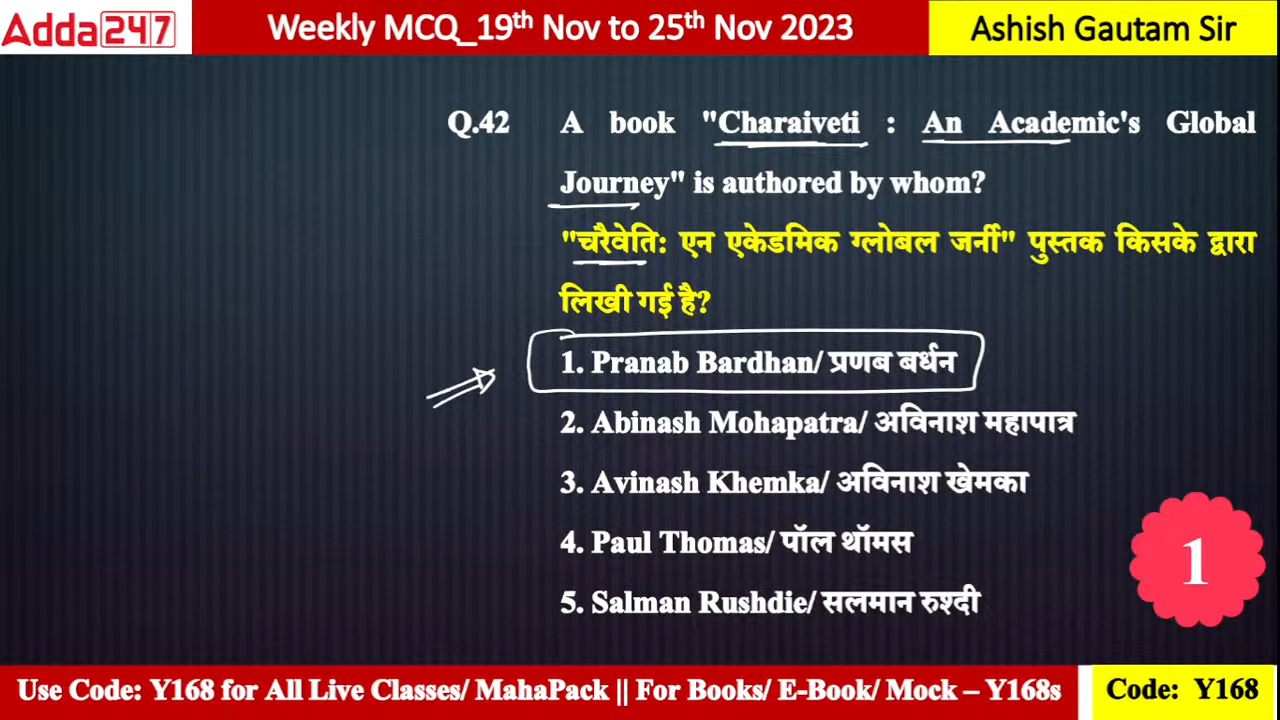 Adda247
Weekly MCQ_19th Nov to 25th Nov 2023
Ashish Gautam Sir
Q.42 A book "Charaiveti : An Academic's Global
Journey" is authored by whom?
"चरैवेति: एन एकेडमिक ग्लोबल जर्नी" पुस्तक किसके द्वारा
लिखी गई है?
1. Pranab Bardhan/ प्रणब बर्धन
2. Abinash Mohapatra/ अविनाश महापात्र
3. Avinash Khemka/ अविनाश खेमका
4. Paul Thomas/ पॉल थॉमस
5. Salman Rushdie/ सलमान रुश्दी
1
Use Code: Y168 for All Live Classes/ MahaPack || For Books/ E-Book/ Mock – Y168s
Code: Y168